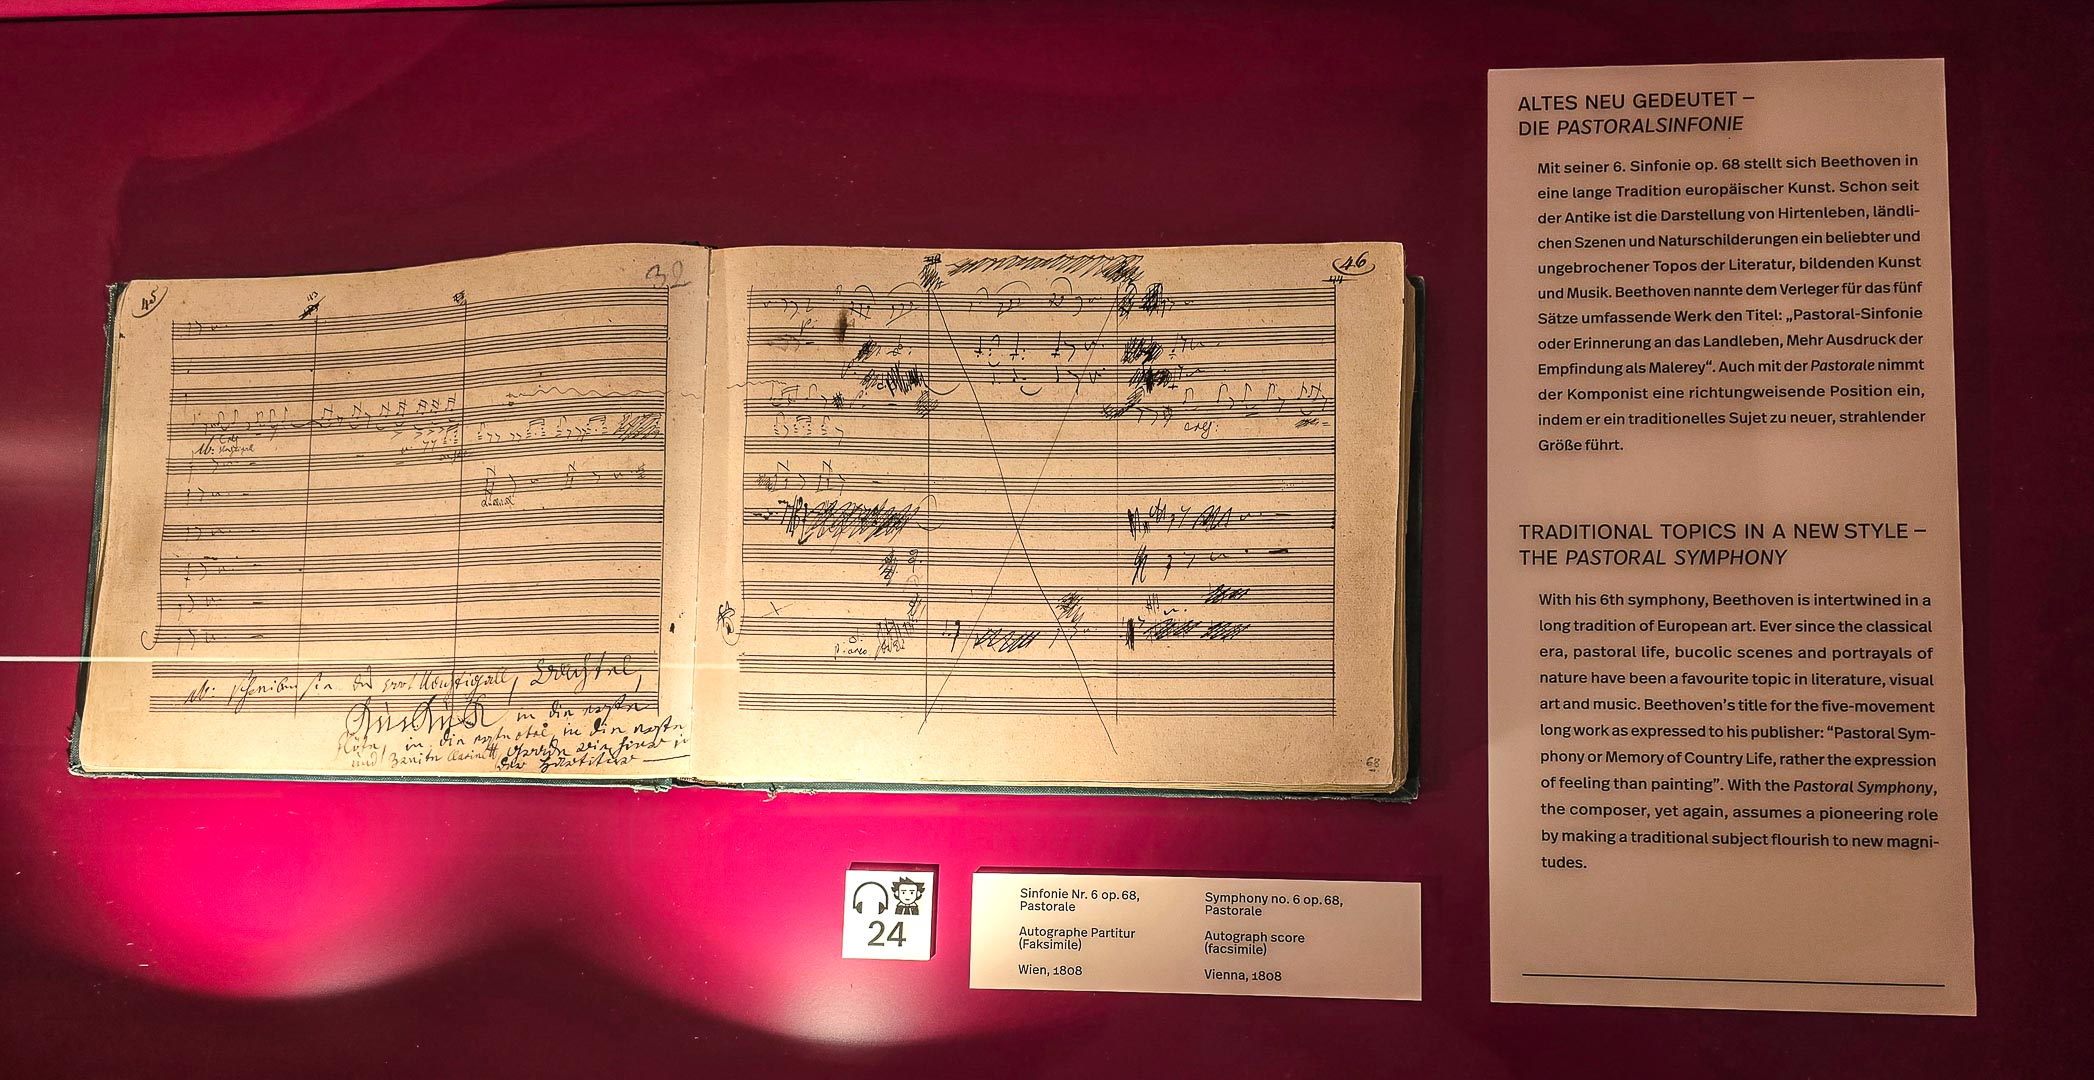 45
32
46
Nb:
Nachtigall
68
24
Sinfonie Nr. 6 op. 68,
Pastorale
Autographe Partitur
(Faksimile)
Wien, 1808
Symphony no. 6 op. 68,
Pastorale
Autograph score
(facsimile)
Vienna, 1808
ALTES NEU GEDEUTET –
DIE PASTORALSINFONIE
Mit seiner 6. Sinfonie op. 68 stellt sich Beethoven in
eine lange Tradition europäischer Kunst. Schon seit
der Antike ist die Darstellung von Hirtenleben, ländli-
chen Szenen und Naturschilderungen ein beliebter und
ungebrochener Topos der Literatur, bildenden Kunst
und Musik. Beethoven nannte dem Verleger für das fünf
Sätze umfassende Werk den Titel: „Pastoral-Sinfonie
oder Erinnerung an das Landleben, Mehr Ausdruck der
Empfindung als Malerey“. Auch mit der Pastorale nimmt
der Komponist eine richtungweisende Position ein,
indem er ein traditionelles Sujet zu neuer, strahlender
Größe führt.
TRADITIONAL TOPICS IN A NEW STYLE –
THE PASTORAL SYMPHONY
With his 6th symphony, Beethoven is intertwined in a
long tradition of European art. Ever since the classical
era, pastoral life, bucolic scenes and portrayals of
nature have been a favourite topic in literature, visual
art and music. Beethoven’s title for the five-movement
long work as expressed to his publisher: “Pastoral Sym-
phony or Memory of Country Life, rather the expression
of feeling than painting”. With the Pastoral Symphony,
the composer, yet again, assumes a pioneering role
by making a traditional subject flourish to new magni-
tudes.